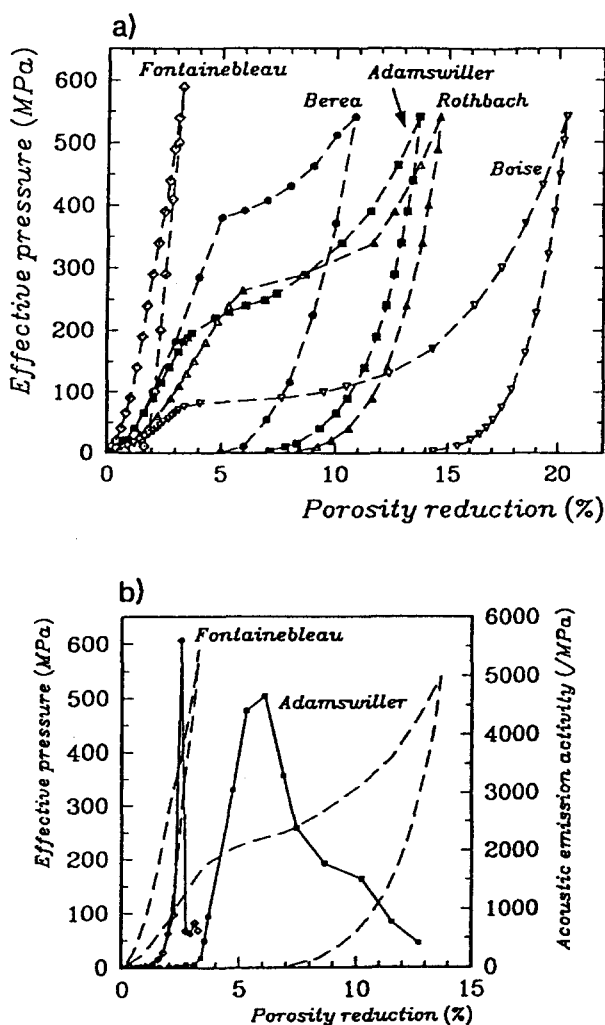 a)
Effective pressure (MPa)
600
500
400
300
200
100
0
Fontainebleau
Berea
Adamswiller
Rothbach
Boise
0 5 10 15 20
Porosity reduction (%)
b)
Effective pressure (MPa)
600
500
400
300
200
100
0
Fontainebleau
Adamswiller
6000
5000
4000
3000
2000
1000
0
Acoustic emission activity (/MPa)
0 5 10 15
Porosity reduction (%)